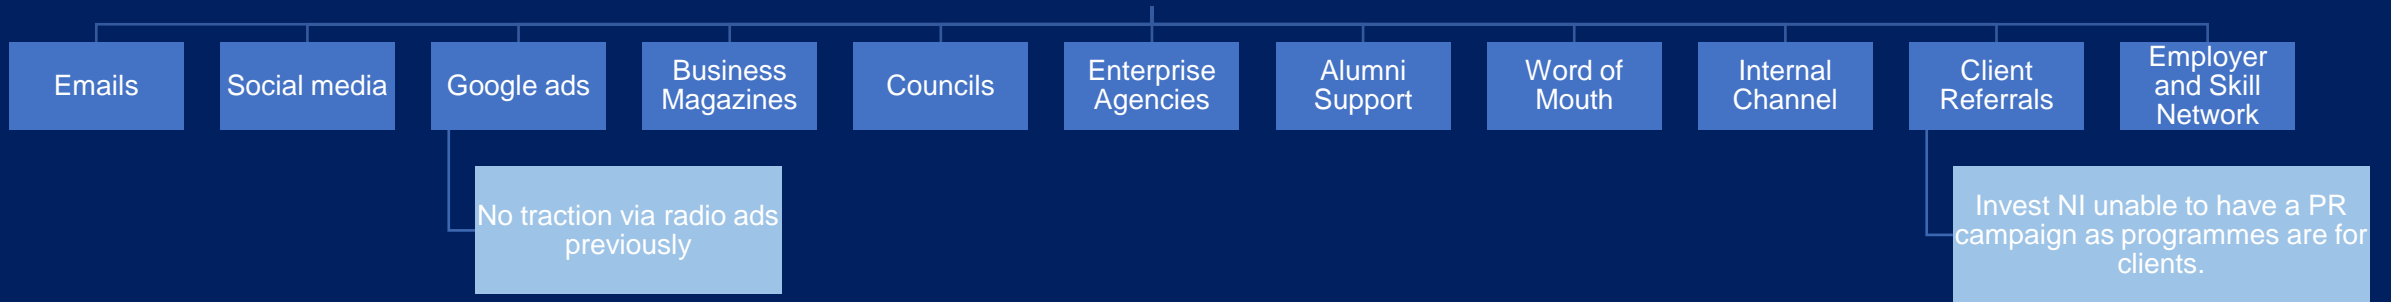 Emails
Social media
Google ads
Business
Magazines
Councils
Enterprise
Agencies
Alumni
Support
Word of
Mouth
Internal
Channel
Client
Referrals
Employer
and Skill
Network
No traction via radio ads
previously
Invest NI unable to have a PR
campaign as programmes are for
clients.